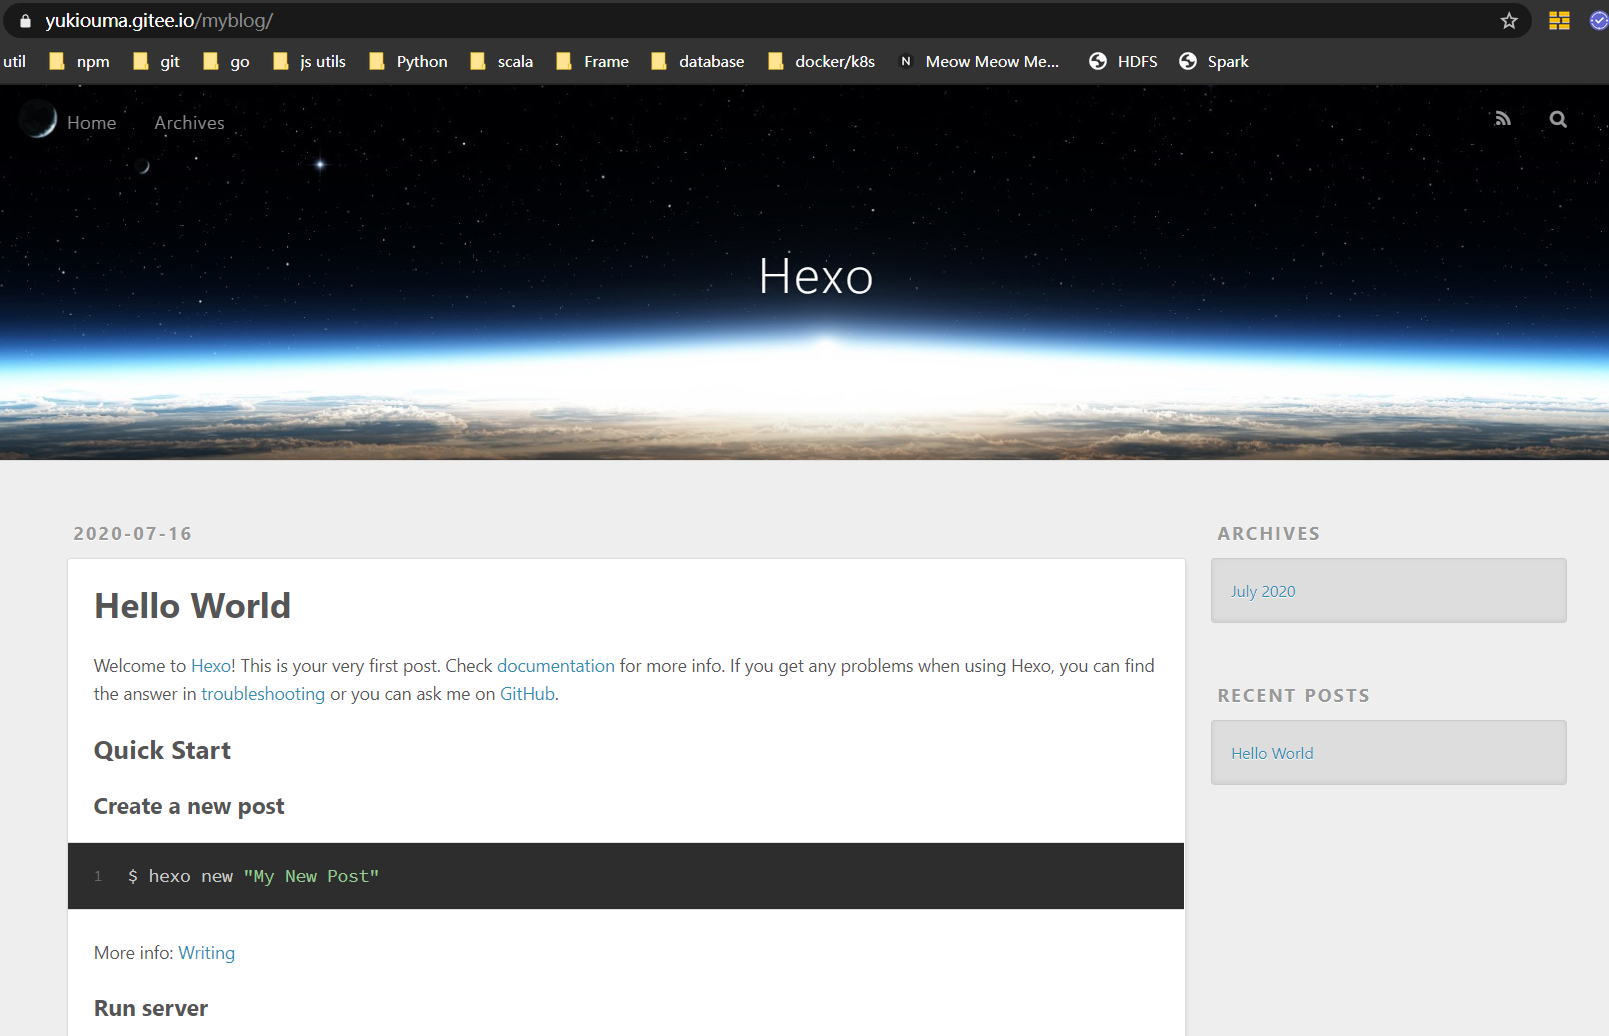 yukiouma.gitee.io/myblog/
util npm git go js utils Python scala Frame database docker/k8s N Meow Meow Me... HDFS Spark
Home Archives
Hexo
2020-07-16
Hello World
Welcome to Hexo! This is your very first post. Check documentation for more info. If you get any problems when using Hexo, you can find
the answer in troubleshooting or you can ask me on GitHub.
Quick Start
Create a new post
1 $ hexo new "My New Post"
More info: Writing
Run server
ARCHIVES
July 2020
RECENT POSTS
Hello World